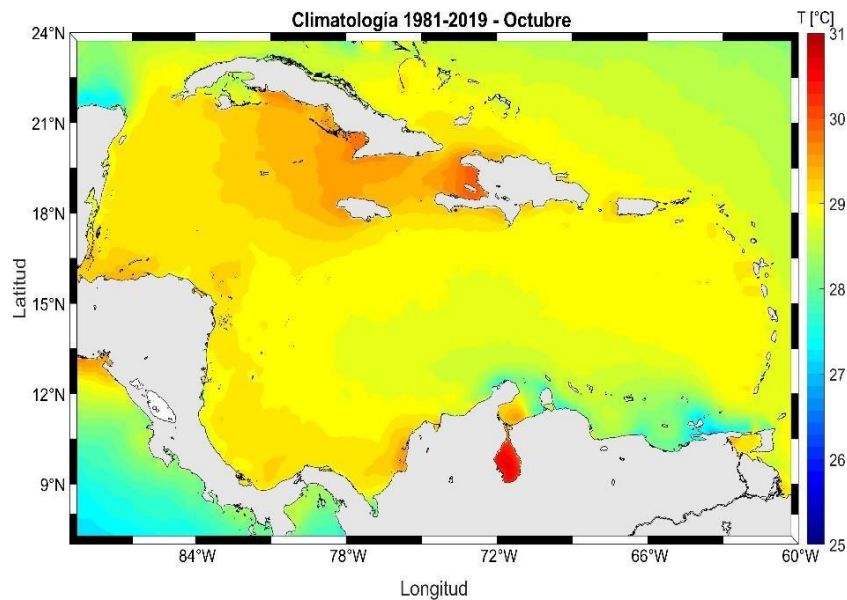 Climatología 1981-2019 - Octubre
T [°C]
24°N
21°N
18°N
15°N
12°N
9°N
Latitud
31
30
29
28
27
26
25
84°W
78°W
72°W
66°W
60°W
Longitud